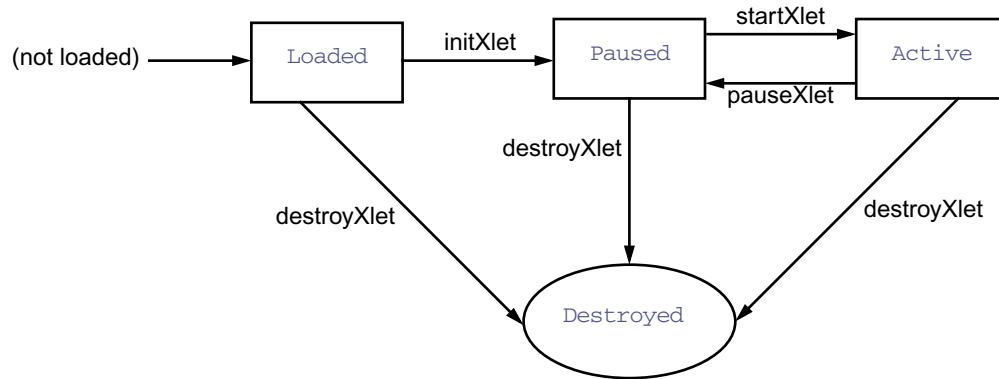 startXlet
(not loaded)
Loaded
initXlet
Paused
Active
pauseXlet
destroyXlet
destroyXlet
destroyXlet
Destroyed